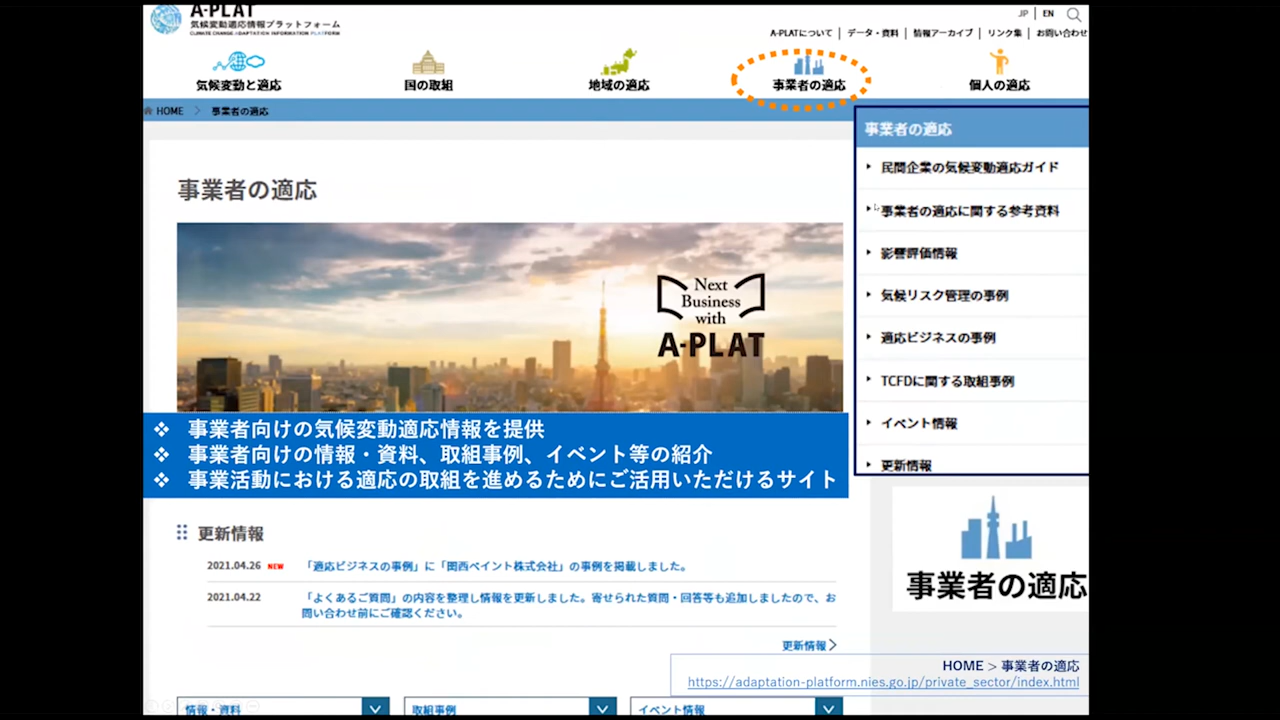 A-PLAT
気候変動適応情報プラットフォーム
CLIMATE CHANGE ADAPTATION INFORMATION PLATFORM
JP | EN
A-PLATについて | データ・資料 | 情報アーカイブ | リンク集 | お問い合わせ
気候変動と適応 国の取組 地域の適応 事業者の適応 個人の適応
HOME > 事業者の適応
事業者の適応
民間企業の気候変動適応ガイド
事業者の適応に関する参考資料
影響評価情報
気候リスク管理の事例
適応ビジネスの事例
TCFDに関する取組事例
イベント情報
更新情報
事業者の適応
Next
Business
with
A-PLAT
❖ 事業者向けの気候変動適応情報を提供
❖ 事業者向けの情報・資料、取組事例、イベント等の紹介
❖ 事業活動における適応の取組を進めるためにご活用いただけるサイト
更新情報
2021.04.26 NEW 「適応ビジネスの事例」に「関西ペイント株式会社」の事例を掲載しました。
2021.04.22 「よくあるご質問」の内容を整理し情報を更新しました。寄せられた質問・回答等も追加しましたので、お
問い合わせ前にご確認ください。
更新情報
事業者の適応
HOME > 事業者の適応
https://adaptation-platform.nies.go.jp/private_sector/index.html
情報・資料 取組事例 イベント情報